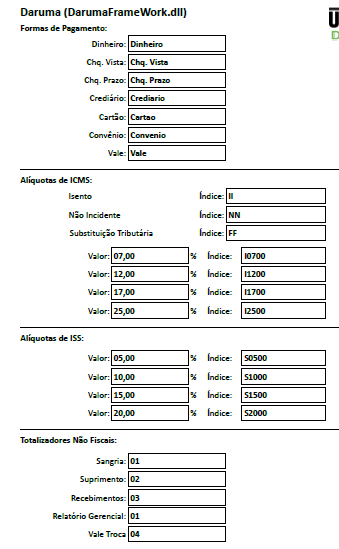 Daruma (DarumaFrameWork.dll)
Formas de Pagamento:
Dinheiro: Dinheiro
Chq. Vista: Chq. Vista
Chq. Prazo: Chq. Prazo
Crediário: Crediario
Cartão: Cartao
Convênio: Convenio
Vale: Vale
Alíquotas de ICMS:
Isento Índice: II
Não Incidente Índice: NN
Substituição Tributária Índice: FF
Valor: 07,00 % Índice: I0700
Valor: 12,00 % Índice: I1200
Valor: 17,00 % Índice: I1700
Valor: 25,00 % Índice: I2500
Alíquotas de ISS:
Valor: 05,00 % Índice: S0500
Valor: 10,00 % Índice: S1000
Valor: 15,00 % Índice: S1500
Valor: 20,00 % Índice: S2000
Totalizadores Não Fiscais:
Sangria: 01
Suprimento: 02
Recebimentos: 03
Relatório Gerencial: 01
Vale Troca 04